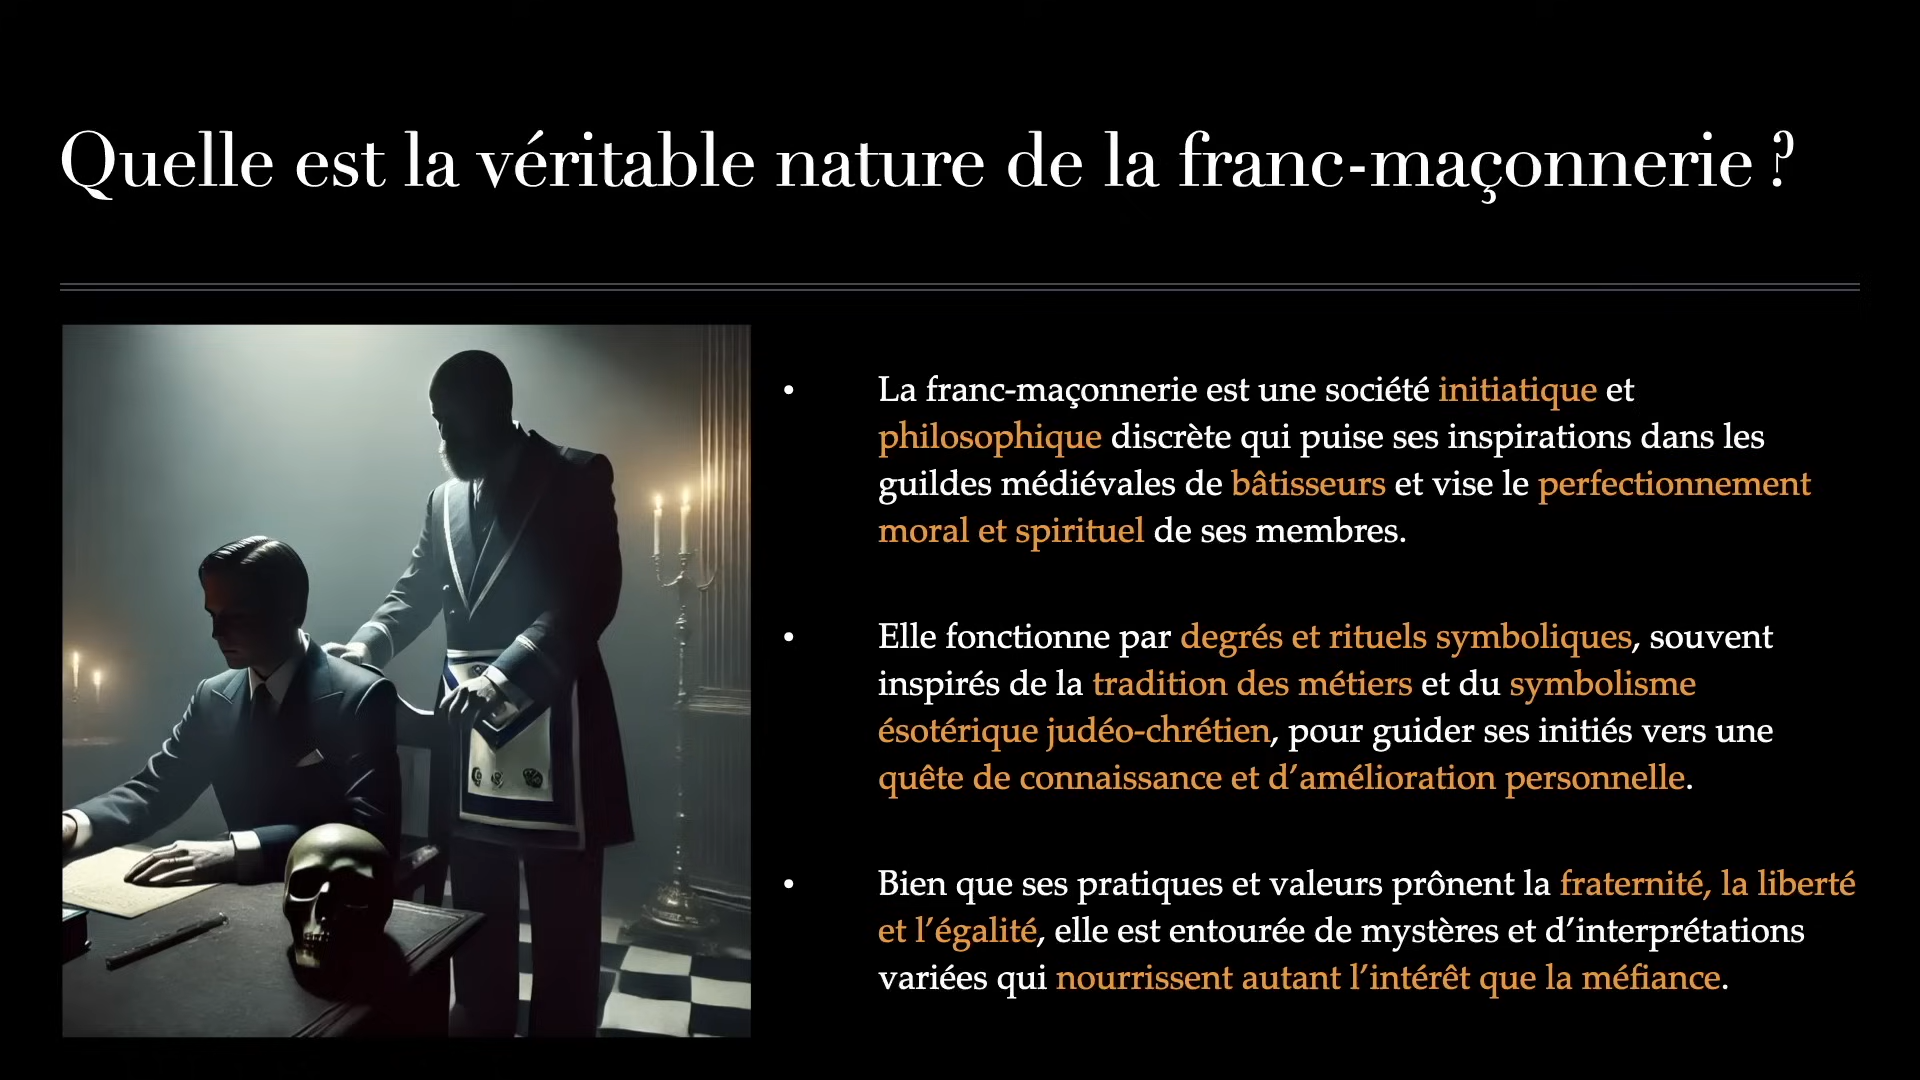 Quelle est la véritable nature de la franc-maçonnerie ?
• La franc-maçonnerie est une société initiatique et
philosophique discrète qui puise ses inspirations dans les
guildes médiévales de bâtisseurs et vise le perfectionnement
moral et spirituel de ses membres.
• Elle fonctionne par degrés et rituels symboliques, souvent
inspirés de la tradition des métiers et du symbolisme
ésotérique judéo-chrétien, pour guider ses initiés vers une
quête de connaissance et d’amélioration personnelle.
• Bien que ses pratiques et valeurs prônent la fraternité, la liberté
et l’égalité, elle est entourée de mystères et d’interprétations
variées qui nourrissent autant l’intérêt que la méfiance.